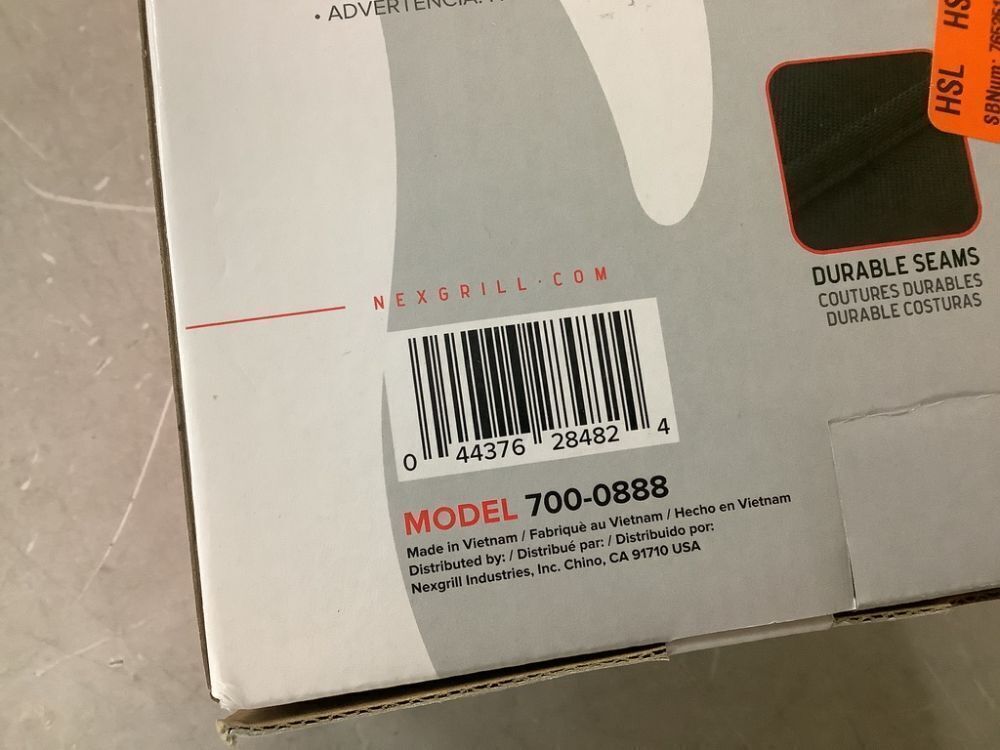 • ADVERTENCIA:
HSL HS
SBNum:
DURABLE SEAMS
COUTURES DURABLES
DURABLE COSTURAS
NEXGRILL.COM
0 44376 28482 4
MODEL 700-0888
Made in Vietnam / Fabriquè au Vietnam / Hecho en Vietnam
Distributed by: / Distribué par: / Distribuido por:
Nexgrill Industries, Inc. Chino, CA 91710 USA